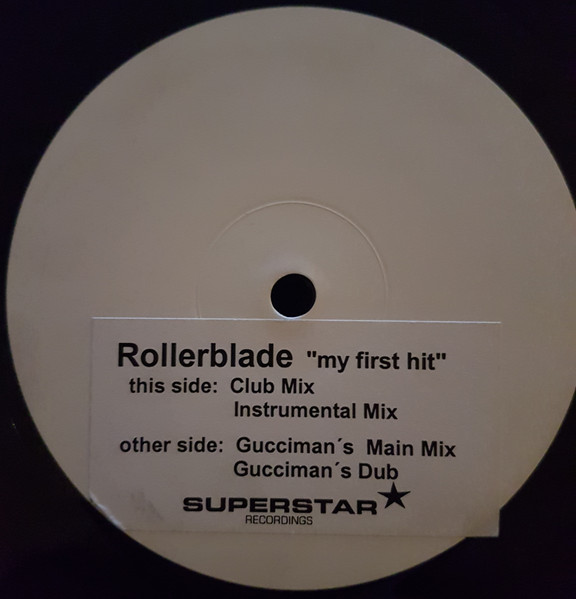 Rollerblade "my first hit"
this side: Club Mix
Instrumental Mix
other side: Gucciman´s Main Mix
Gucciman´s Dub
SUPERSTAR★
RECORDINGS